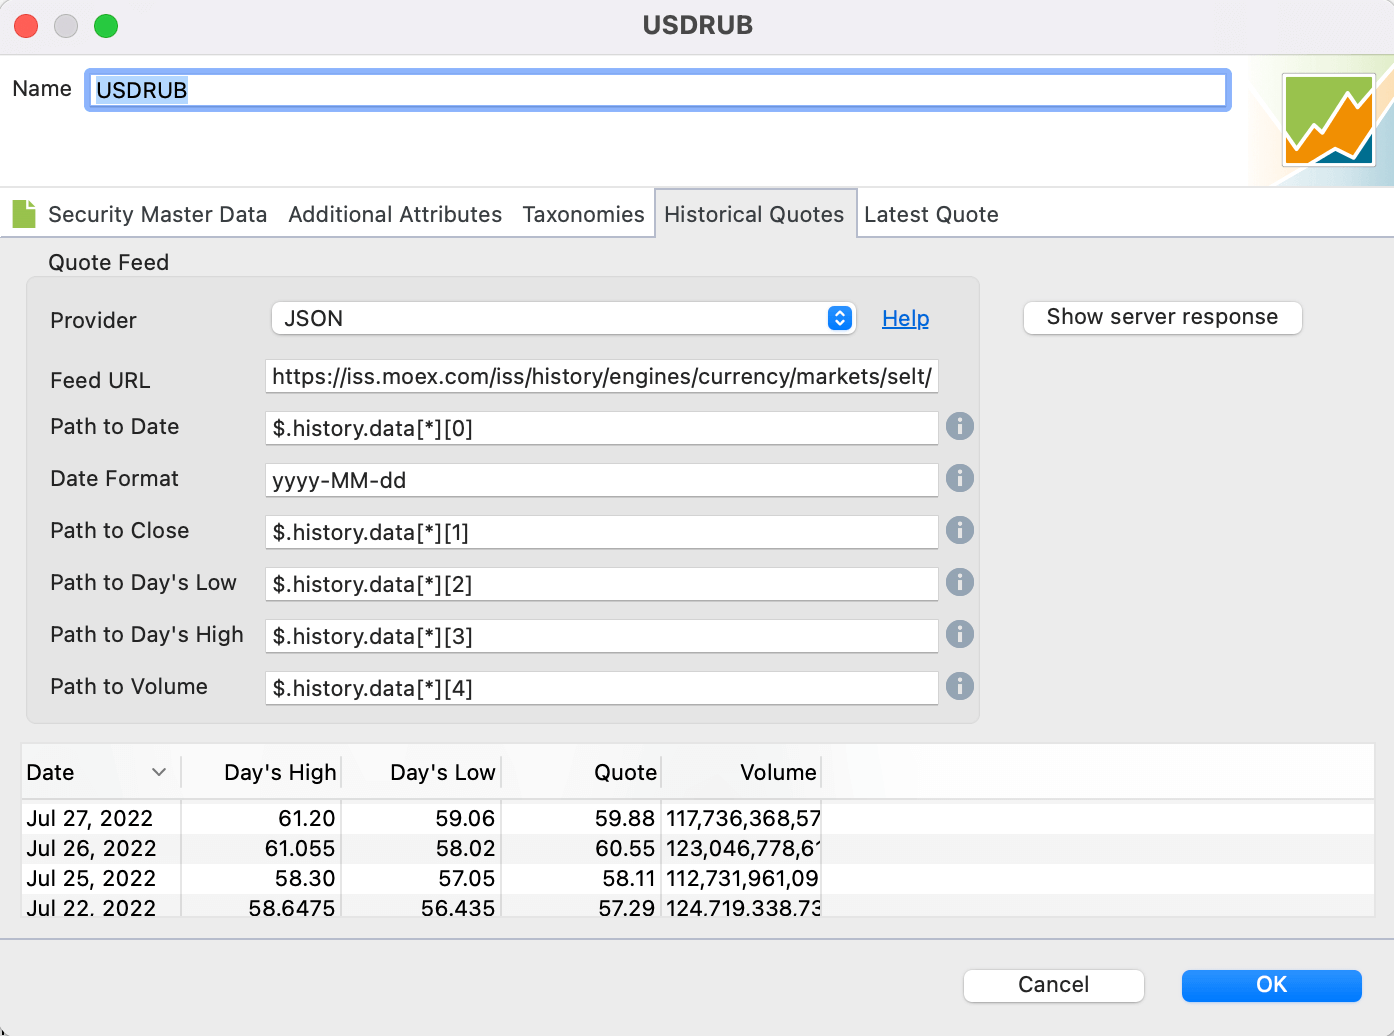 USDRUB
Name USDRUB
Security Master Data Additional Attributes Taxonomies Historical Quotes Latest Quote
Quote Feed
Provider JSON Help Show server response
Feed URL https://iss.moex.com/iss/history/engines/currency/markets/selt/
Path to Date $.history.data[*][0]
Date Format yyyy-MM-dd
Path to Close $.history.data[*][1]
Path to Day's Low $.history.data[*][2]
Path to Day's High $.history.data[*][3]
Path to Volume $.history.data[*][4]
Date Day's High Day's Low Quote Volume
Jul 27, 2022 61.20 59.06 59.88 117,736,368,57
Jul 26, 2022 61.055 58.02 60.55 123,046,778,61
Jul 25, 2022 58.30 57.05 58.11 112,731,961,09
Jul 22, 2022 58.6475 56.435 57.29 124,719,338,73
Cancel OK